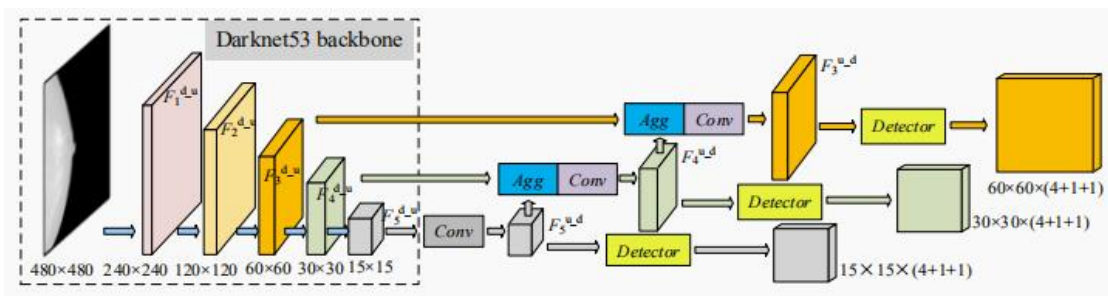 Darknet53 backbone
F₁ᵈ_ᵘ
F₂ᵈ_ᵘ
F₃ᵈ_ᵘ
F₄ᵈ_ᵘ
F₅ᵈ_ᵘ
480×480
240×240
120×120
60×60
30×30
15×15
Agg Conv
F₃ᵘ_ᵈ
Detector
60×60×(4+1+1)
Agg Conv
F₄ᵘ_ᵈ
Detector
30×30×(4+1+1)
Conv
F₅ᵘ_ᵈ
Detector
15×15×(4+1+1)